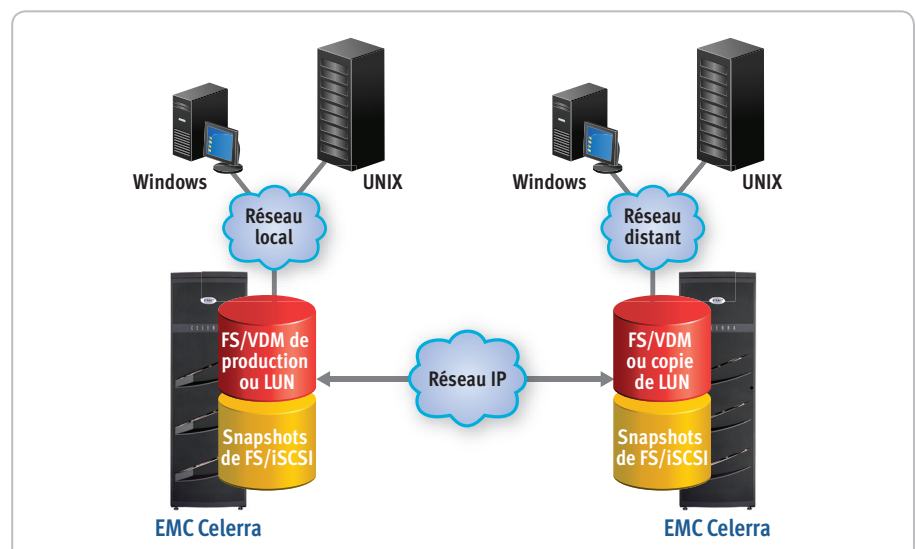 Windows
UNIX
Réseau
local
FS/VDM de
production
ou LUN
Snapshots
de FS/iSCSI
EMC Celerra
Réseau IP
Windows
UNIX
Réseau
distant
FS/VDM
ou copie
de LUN
Snapshots
de FS/iSCSI
EMC Celerra